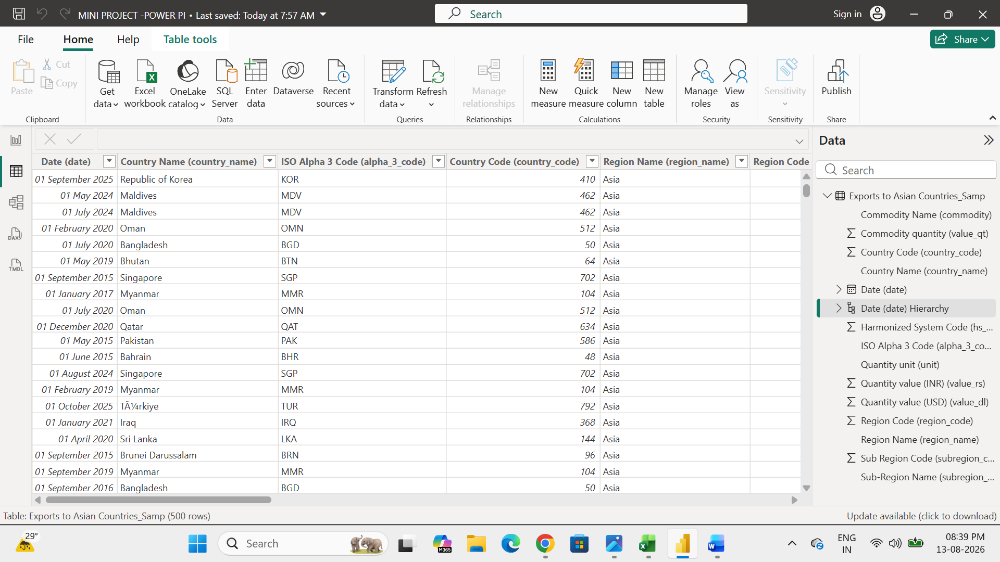 MINI PROJECT -POWER PI • Last saved: Today at 7:57 AM
Search
Sign in
File
Home
Help
Table tools
Share
Paste
Cut
Copy
Clipboard
Get data
Excel workbook
OneLake catalog
SQL Server
Enter data
Dataverse
Recent sources
Data
Transform data
Refresh
Queries
Manage relationships
Relationships
New measure
Quick measure
New column
New table
Calculations
Manage roles
View as
Security
Sensitivity
Sensitivity
Publish
Share
DAX
TMDL
Date (date) Country Name (country_name) ISO Alpha 3 Code (alpha_3_code) Country Code (country_code) Region Name (region_name) Region Code
01 September 2025 Republic of Korea KOR 410 Asia
01 May 2024 Maldives MDV 462 Asia
01 July 2024 Maldives MDV 462 Asia
01 February 2020 Oman OMN 512 Asia
01 July 2020 Bangladesh BGD 50 Asia
01 May 2019 Bhutan BTN 64 Asia
01 September 2015 Singapore SGP 702 Asia
01 January 2017 Myanmar MMR 104 Asia
01 July 2020 Oman OMN 512 Asia
01 December 2020 Qatar QAT 634 Asia
01 May 2015 Pakistan PAK 586 Asia
01 June 2015 Bahrain BHR 48 Asia
01 August 2024 Singapore SGP 702 Asia
01 February 2019 Myanmar MMR 104 Asia
01 October 2025 TÃ¼rkiye TUR 792 Asia
01 January 2021 Iraq IRQ 368 Asia
01 April 2020 Sri Lanka LKA 144 Asia
01 September 2015 Brunei Darussalam BRN 96 Asia
01 September 2019 Myanmar MMR 104 Asia
01 September 2016 Bangladesh BGD 50 Asia
Data
Search
Exports to Asian Countries_Samp
Commodity Name (commodity)
Commodity quantity (value_qt)
Country Code (country_code)
Country Name (country_name)
Date (date)
Date (date) Hierarchy
Harmonized System Code (hs_...
ISO Alpha 3 Code (alpha_3_co...
Quantity unit (unit)
Quantity value (INR) (value_rs)
Quantity value (USD) (value_dl)
Region Code (region_code)
Region Name (region_name)
Sub Region Code (subregion_c...
Sub-Region Name (subregion_...
Table: Exports to Asian Countries_Samp (500 rows)
Update available (click to download)
29°
Search
M365
ENG
IN
08:39 PM
13-08-2026